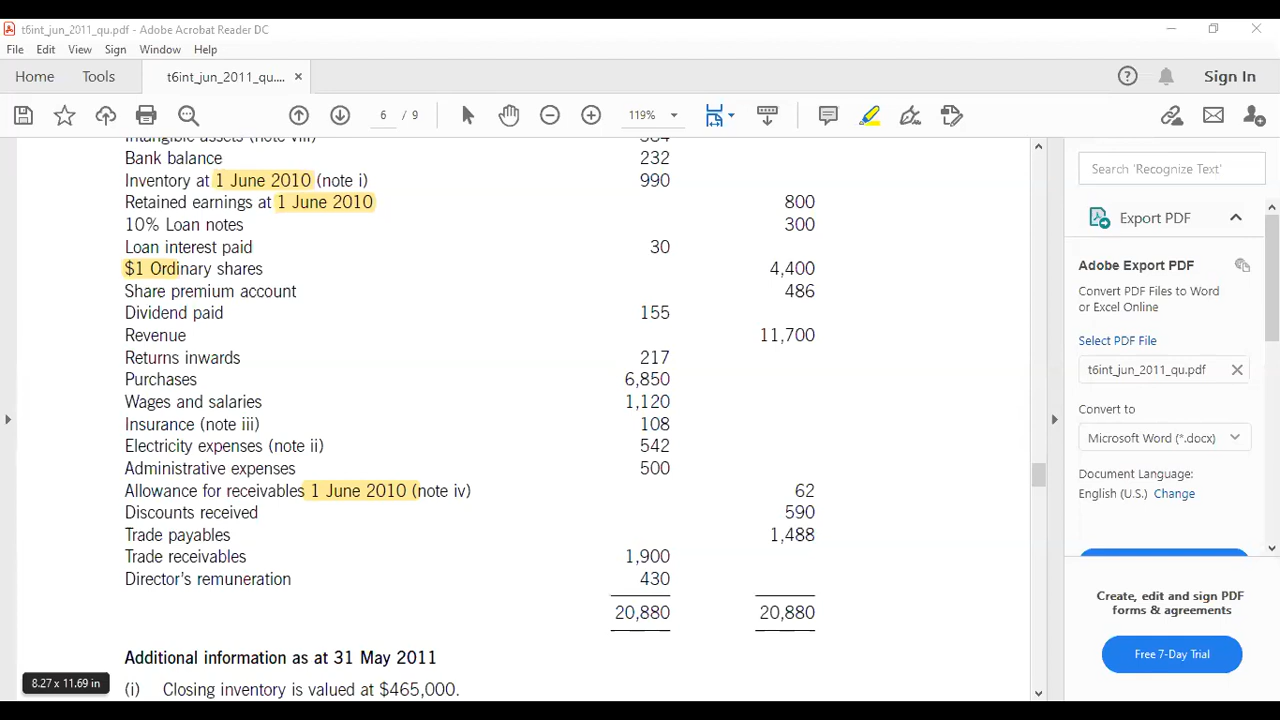 t6int_jun_2011_qu.pdf - Adobe Acrobat Reader DC
File Edit View Sign Window Help
Home Tools t6int_jun_2011_qu.... × Sign In
6 / 9 119%
Intangible assets (note viii) 384
Bank balance 232
Inventory at 1 June 2010 (note i) 990
Retained earnings at 1 June 2010 800
10% Loan notes 300
Loan interest paid 30
$1 Ordinary shares 4,400
Share premium account 486
Dividend paid 155
Revenue 11,700
Returns inwards 217
Purchases 6,850
Wages and salaries 1,120
Insurance (note iii) 108
Electricity expenses (note ii) 542
Administrative expenses 500
Allowance for receivables 1 June 2010 (note iv) 62
Discounts received 590
Trade payables 1,488
Trade receivables 1,900
Director's remuneration 430
20,880 20,880
Additional information as at 31 May 2011
(i) Closing inventory is valued at $465,000.
8.27 x 11.69 in
Search 'Recognize Text'
Export PDF
Adobe Export PDF
Convert PDF Files to Word
or Excel Online
Select PDF File
t6int_jun_2011_qu.pdf
Convert to
Microsoft Word (*.docx)
Document Language:
English (U.S.) Change
Create, edit and sign PDF
forms & agreements
Free 7-Day Trial